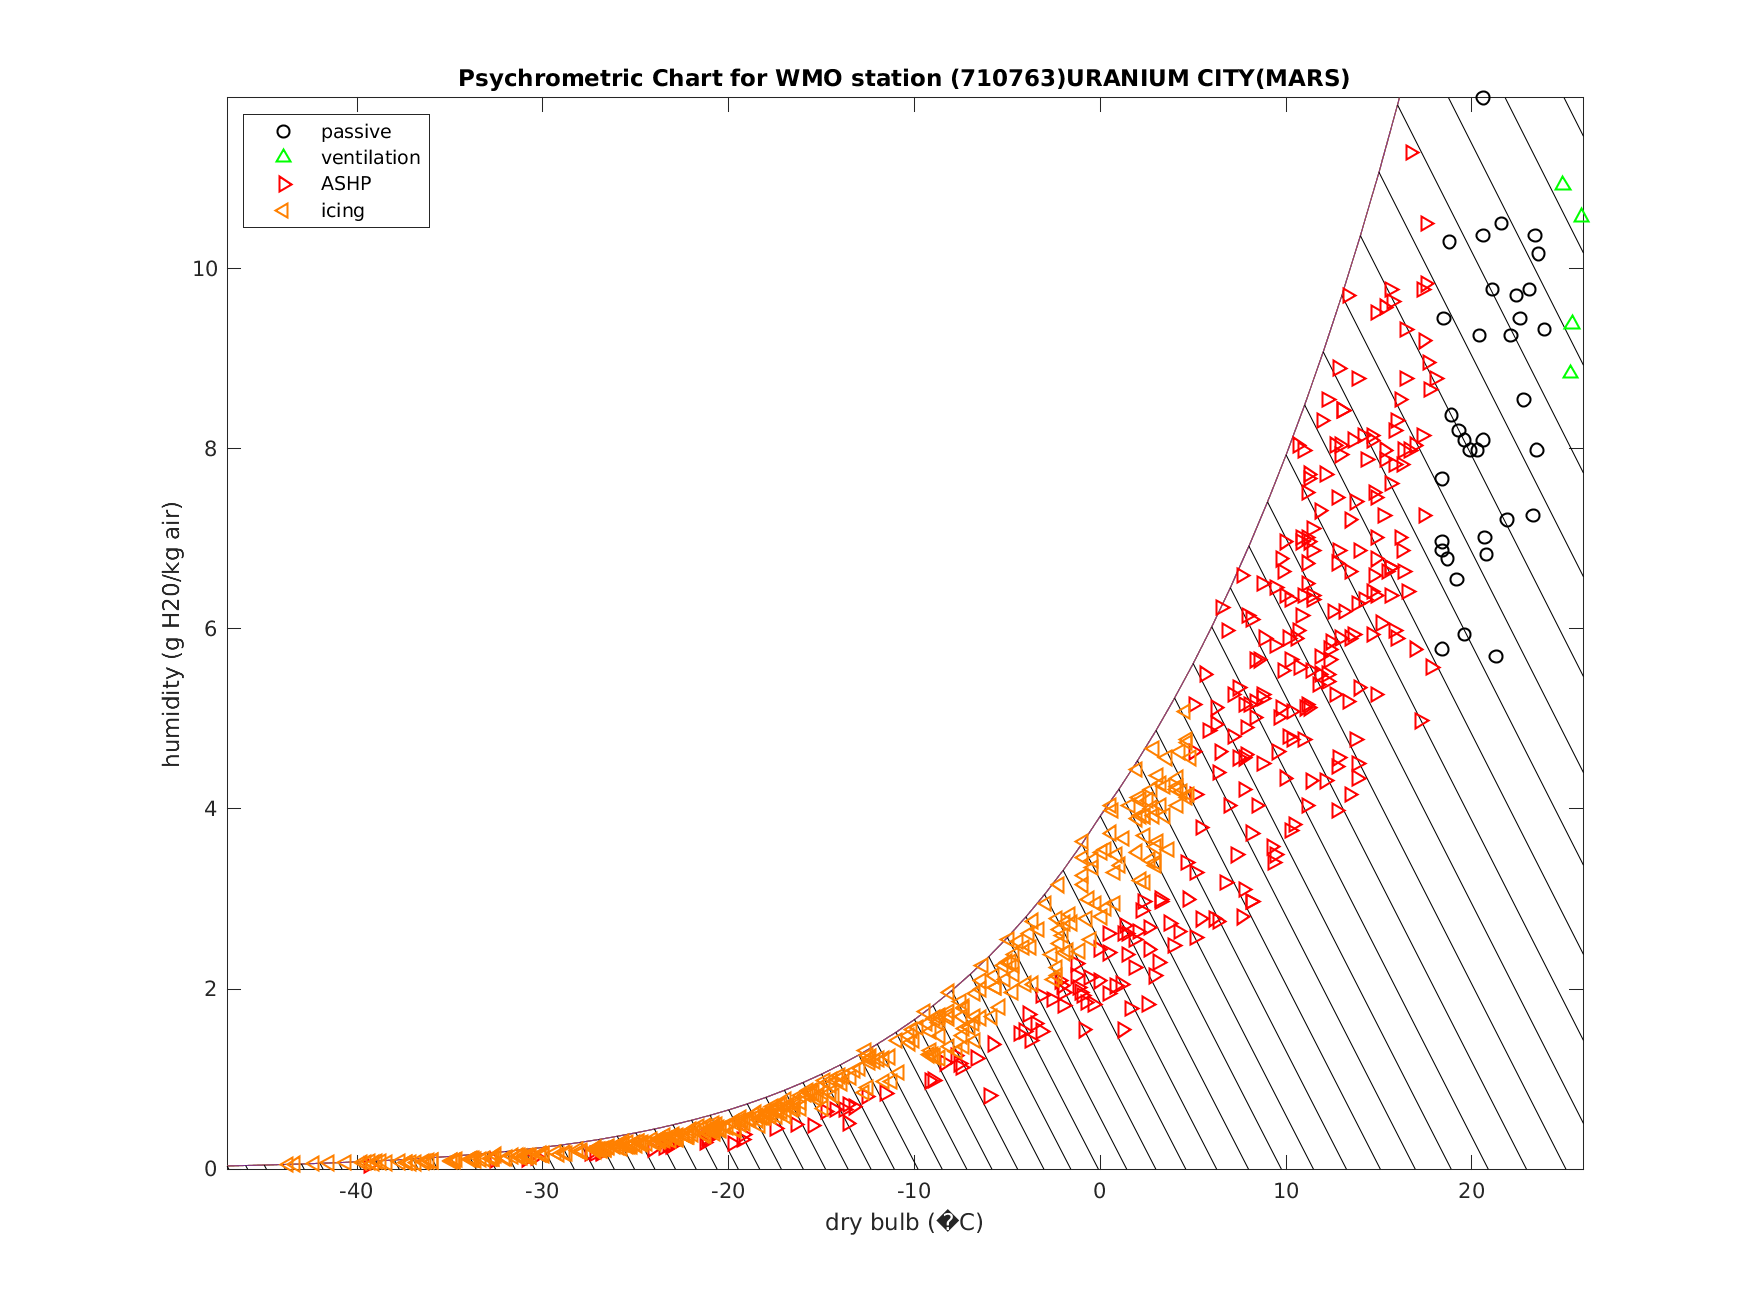 Psychrometric Chart for WMO station (710763)URANIUM CITY(MARS)
passive
ventilation
ASHP
icing
10
8
6
4
2
0
humidity (g H20/kg air)
-40 -30 -20 -10 0 10 20
dry bulb (�C)